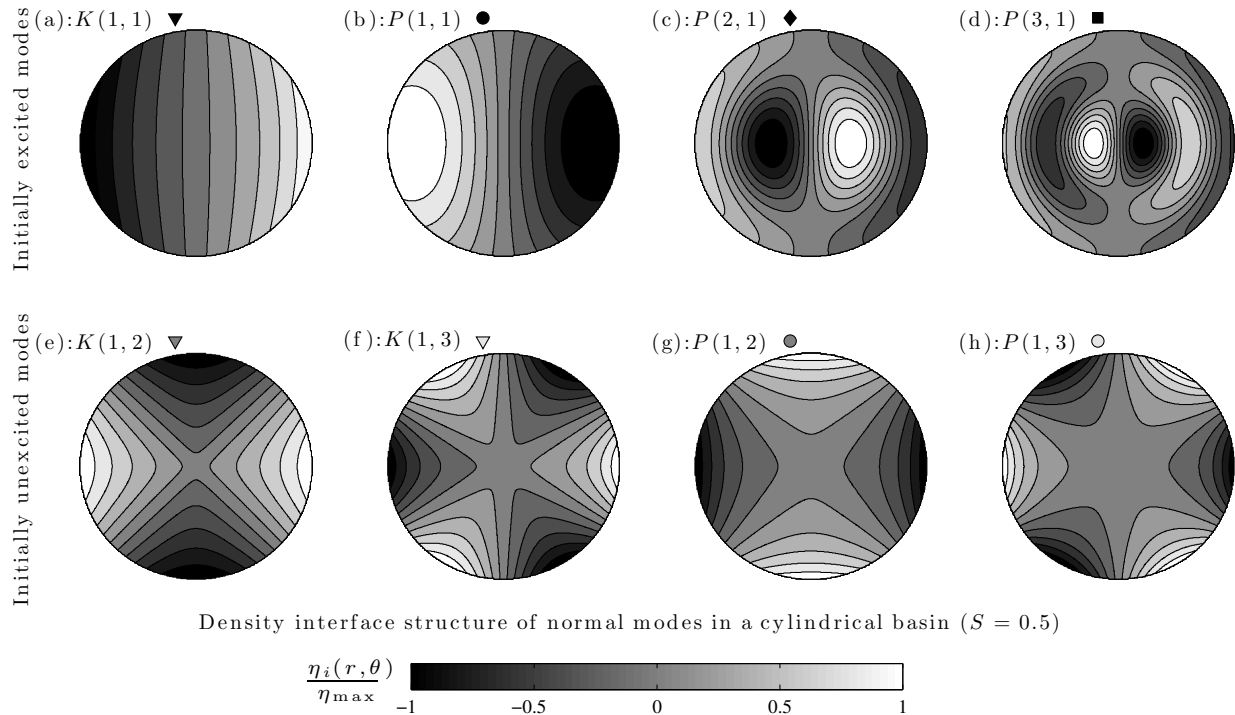 Initially excited modes
(a):K(1,1) ▼ (b):P(1,1) ● (c):P(2,1) ◆ (d):P(3,1) ■
Initially unexcited modes
(e):K(1,2) ▼ (f):K(1,3) ▽ (g):P(1,2) ● (h):P(1,3) ○
Density interface structure of normal modes in a cylindrical basin (S = 0.5)
η_i(r,θ)
η_max
−1 −0.5 0 0.5 1